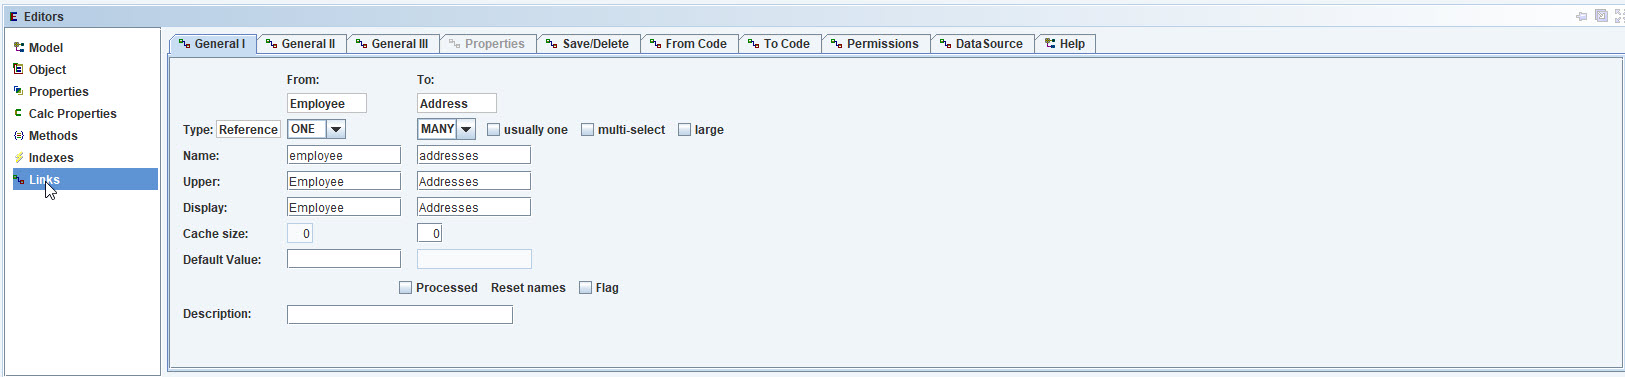 Editors
Model
Object
Properties
Calc Properties
Methods
Indexes
Links
General I General II General III Properties Save/Delete From Code To Code Permissions DataSource Help
From: To:
Employee Address
Type: Reference ONE MANY usually one multi-select large
Name: employee addresses
Upper: Employee Addresses
Display: Employee Addresses
Cache size: 0 0
Default Value:
Processed Reset names Flag
Description: